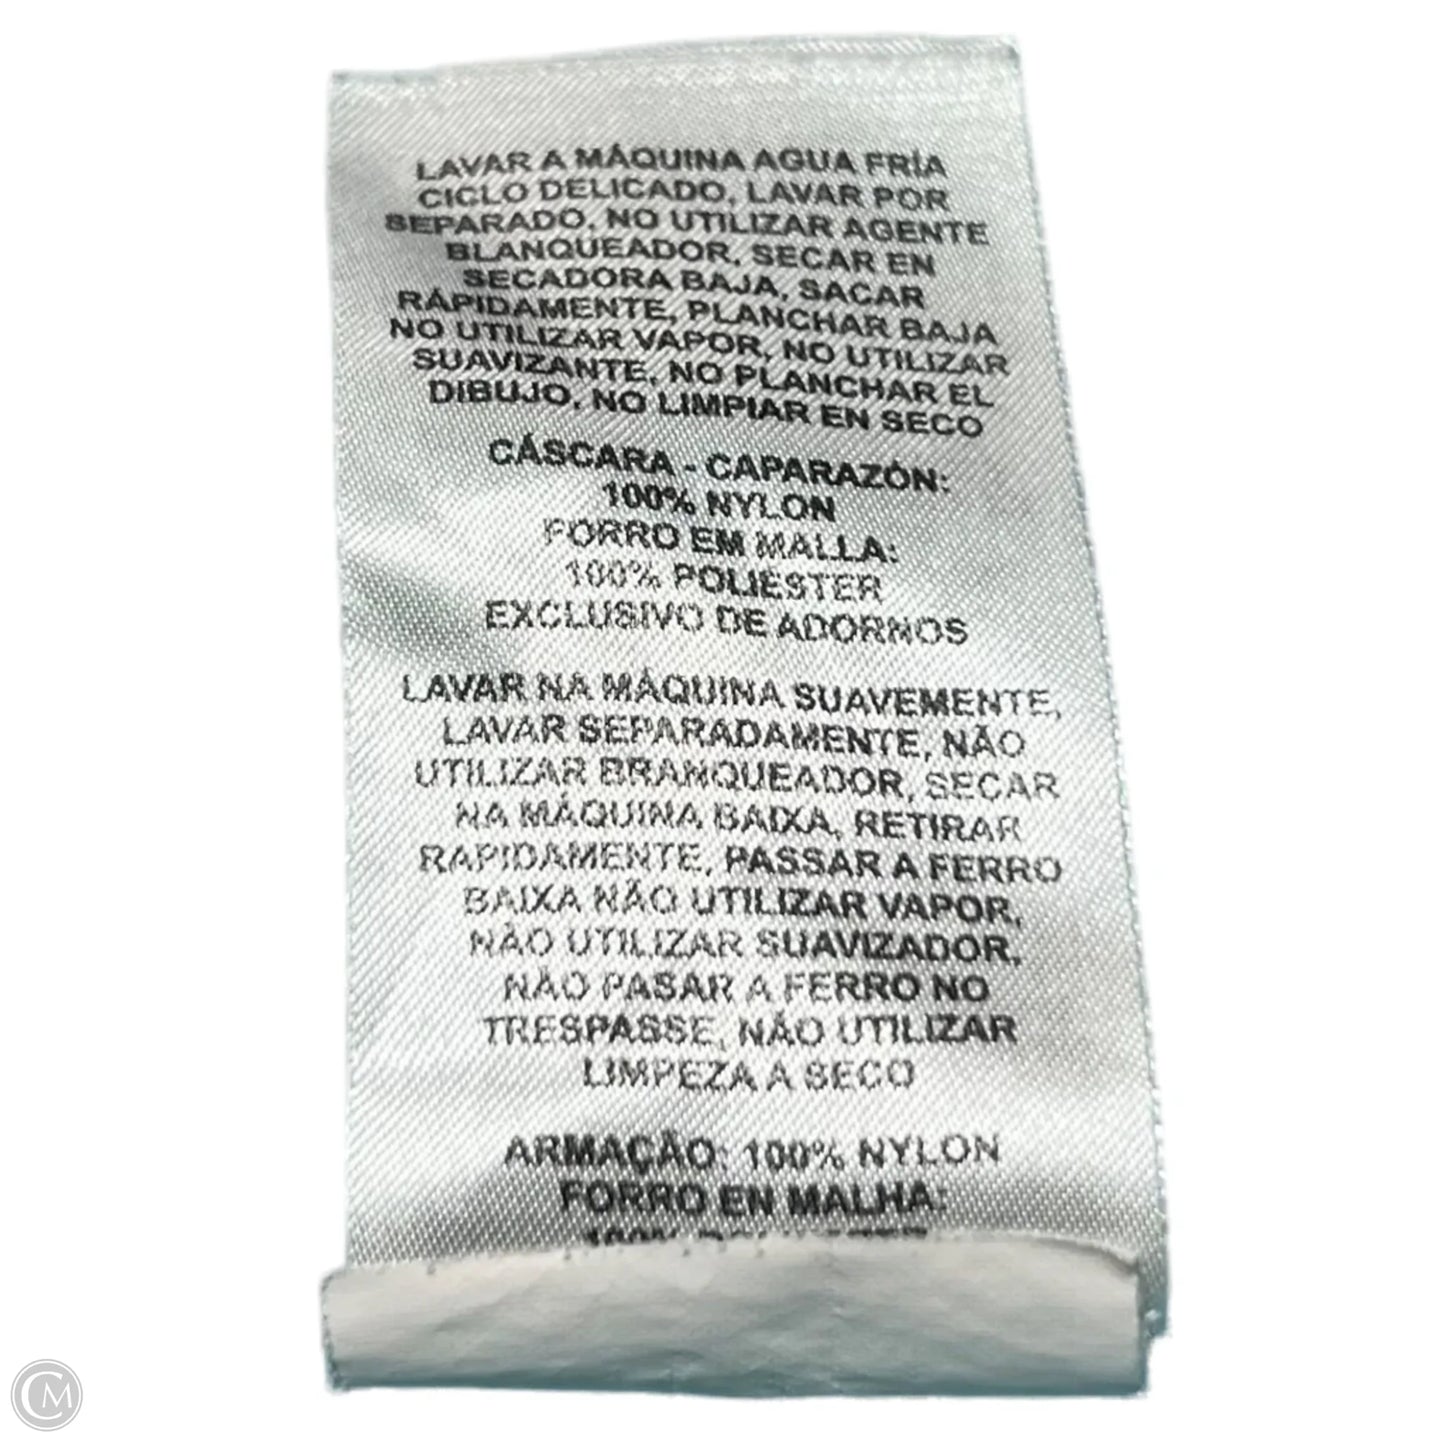 LAVAR A MÁQUINA AGUA FRÍA
CICLO DELICADO, LAVAR POR
SEPARADO, NO UTILIZAR AGENTE
BLANQUEADOR, SECAR EN
SECADORA BAJA, SACAR
RÁPIDAMENTE, PLANCHAR BAJA
NO UTILIZAR VAPOR, NO UTILIZAR
SUAVIZANTE, NO PLANCHAR EL
DIBUJO, NO LIMPIAR EN SECO
CÁSCARA - CAPARAZÓN:
100% NYLON
FORRO EM MALLA:
100% POLIESTER
EXCLUSIVO DE ADORNOS
LAVAR NA MÁQUINA SUAVEMENTE,
LAVAR SEPARADAMENTE, NÃO
UTILIZAR BRANQUEADOR, SECAR
NA MÁQUINA BAIXA, RETIRAR
RAPIDAMENTE, PASSAR A FERRO
BAIXA NÃO UTILIZAR VAPOR,
NÃO UTILIZAR SUAVIZADOR,
NÃO PASAR A FERRO NO
TRESPASSE, NÃO UTILIZAR
LIMPEZA A SECO
ARMAÇÃO: 100% NYLON
FORRO EN MALHA:
100%
CM